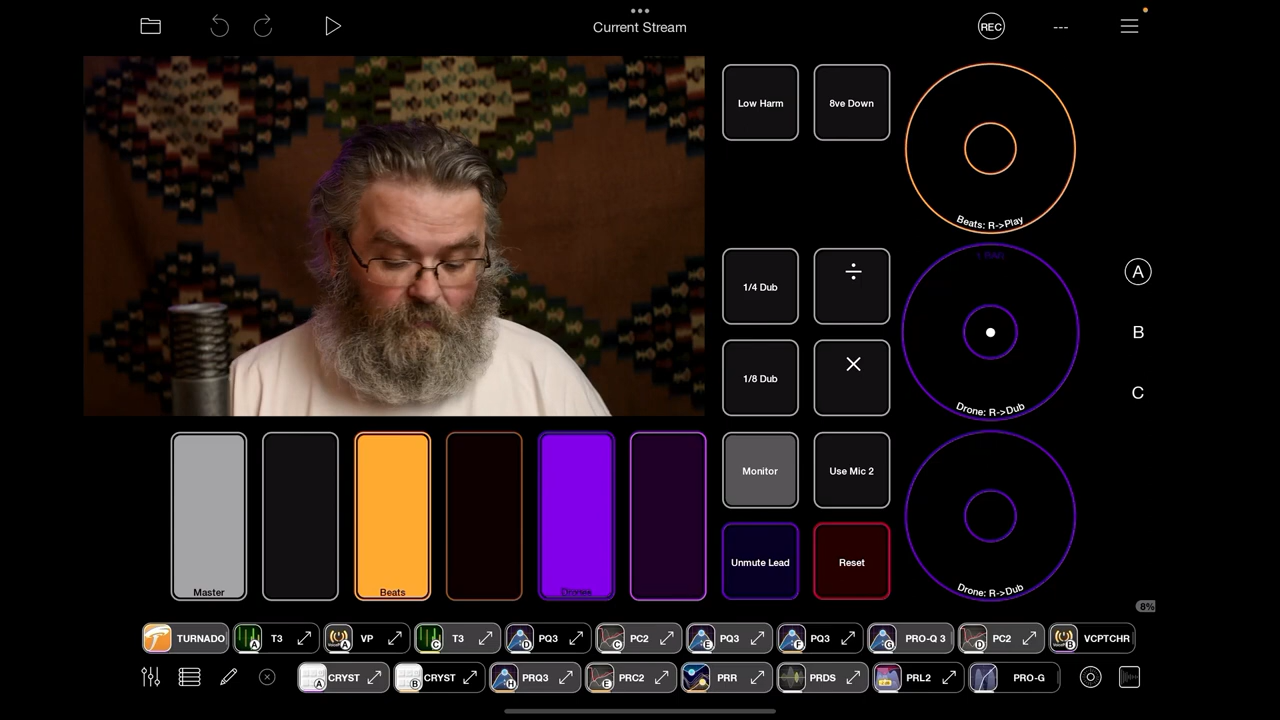 Current Stream
REC
---
Low Harm
8ve Down
Beats: R->Play
1/4 Dub
÷
1/8 Dub
×
Drone: R->Dub
A
B
C
Master
Beats
Drones
Monitor
Use Mic 2
Unmute Lead
Reset
Drone: R->Dub
8%
TURNADO
A T3
A VP
C T3
D PQ3
C PC2
E PQ3
F PQ3
G PRO-Q 3
D PC2
B VCPTCHR
A CRYST
B CRYST
H PRQ3
E PRC2
PRR
PRDS
PRL2
PRO-G